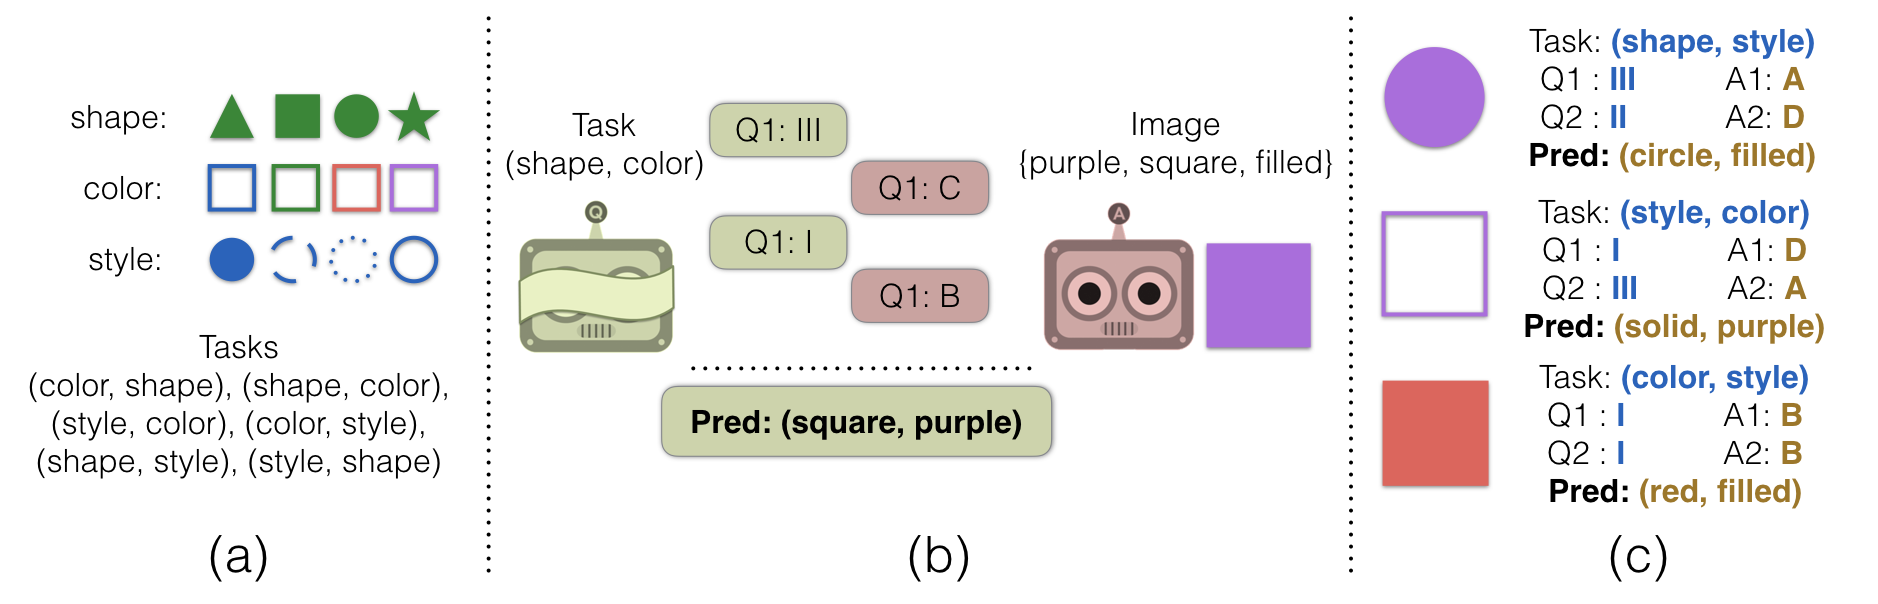 shape:
color:
style:
Tasks
(color, shape), (shape, color),
(style, color), (color, style),
(shape, style), (style, shape)
(a)
Task
(shape, color)
Q1: III
Q1: C
Q1: I
Q1: B
Image
{purple, square, filled}
Q
A
Pred: (square, purple)
(b)
Task: (shape, style)
Q1 : III A1: A
Q2 : II A2: D
Pred: (circle, filled)
Task: (style, color)
Q1 : I A1: D
Q2 : III A2: A
Pred: (solid, purple)
Task: (color, style)
Q1 : I A1: B
Q2 : I A2: B
Pred: (red, filled)
(c)